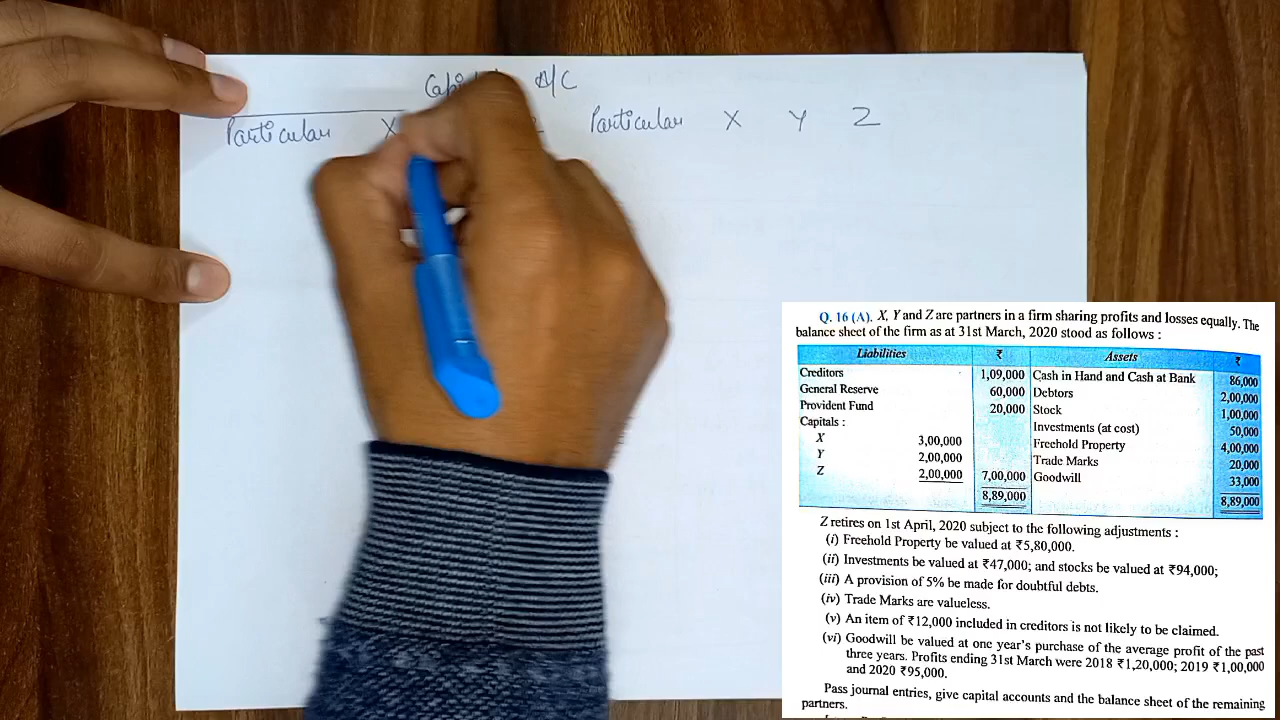 A/C
Particular X Particular X Y Z
Q. 16 (A). X, Y and Z are partners in a firm sharing profits and losses equally. The
balance sheet of the firm as at 31st March, 2020 stood as follows :
Liabilities ₹ Assets ₹
Creditors 1,09,000 Cash in Hand and Cash at Bank 86,000
General Reserve 60,000 Debtors 2,00,000
Provident Fund 20,000 Stock 1,00,000
Capitals : Investments (at cost) 50,000
X 3,00,000 Freehold Property 4,00,000
Y 2,00,000 Trade Marks 20,000
Z 2,00,000 7,00,000 Goodwill 33,000
8,89,000 8,89,000
Z retires on 1st April, 2020 subject to the following adjustments :
(i) Freehold Property be valued at ₹5,80,000.
(ii) Investments be valued at ₹47,000; and stocks be valued at ₹94,000;
(iii) A provision of 5% be made for doubtful debts.
(iv) Trade Marks are valueless.
(v) An item of ₹12,000 included in creditors is not likely to be claimed.
(vi) Goodwill be valued at one year's purchase of the average profit of the past
three years. Profits ending 31st March were 2018 ₹1,20,000; 2019 ₹1,00,000
and 2020 ₹95,000.
Pass journal entries, give capital accounts and the balance sheet of the remaining
partners.